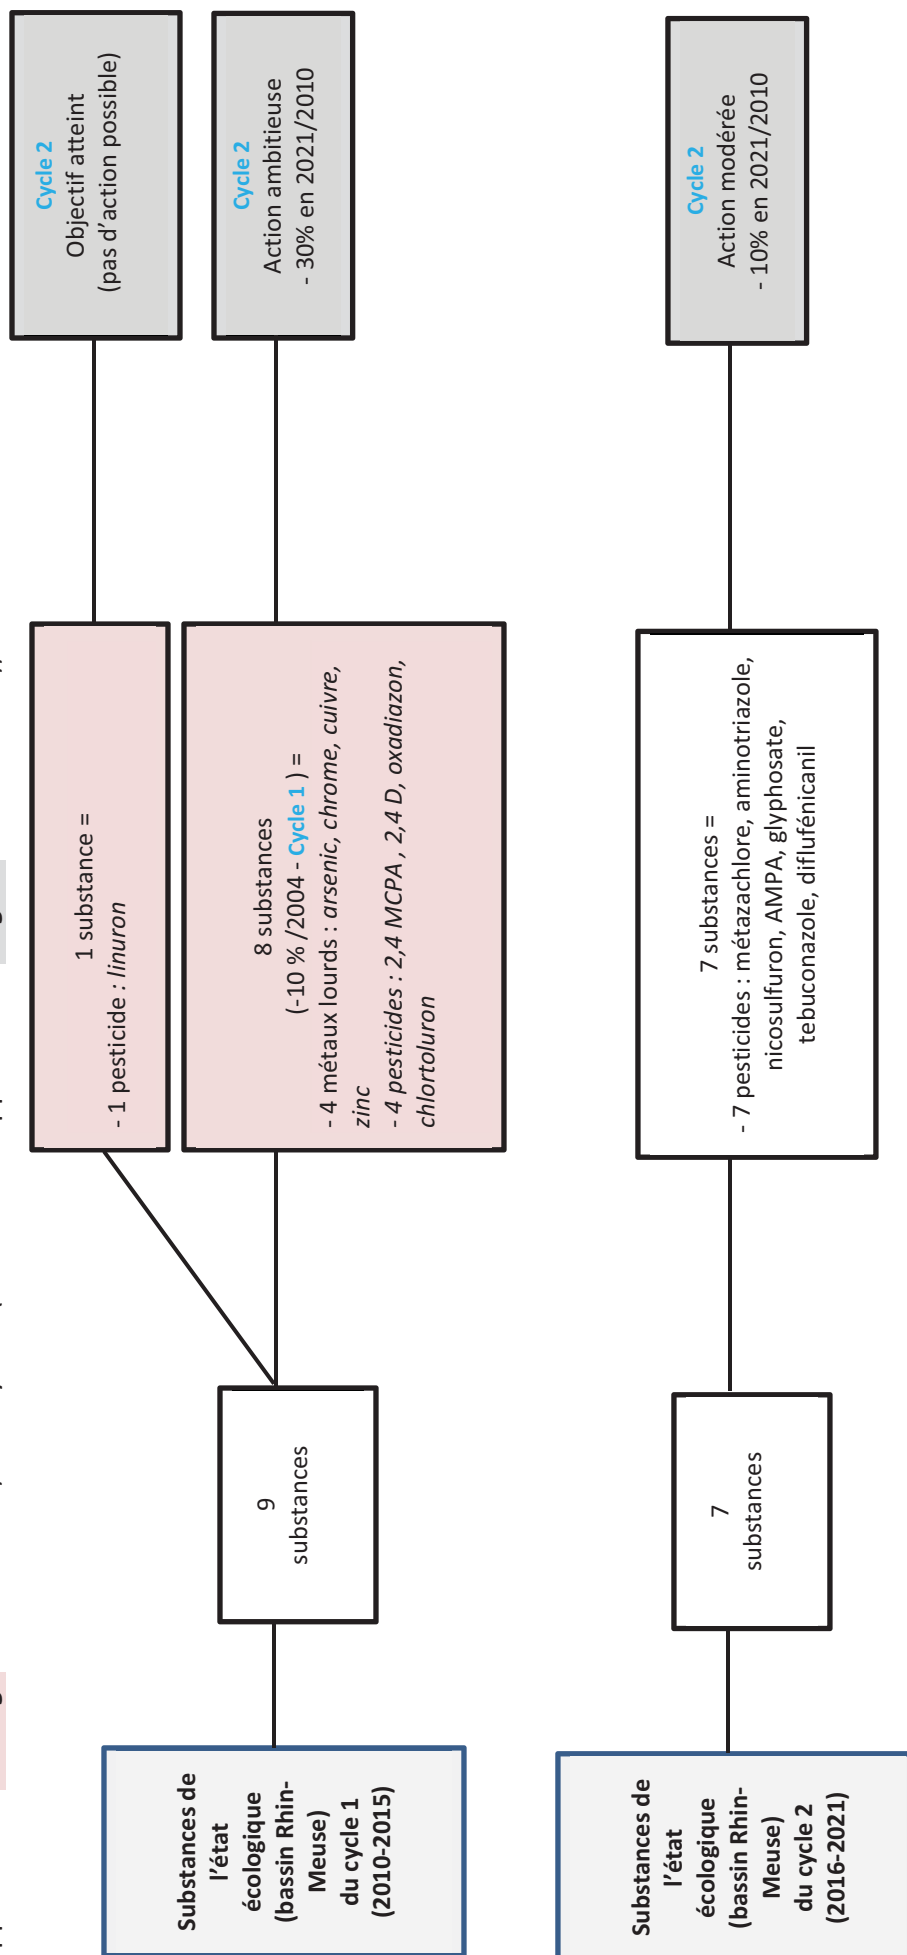 Substances de
l'état
écologique
(bassin Rhin-
Meuse)
du cycle 1
(2010-2015)
9
substances
1 substance =
- 1 pesticide : linuron
8 substances
(-10 % /2004 - Cycle 1 ) =
- 4 métaux lourds : arsenic, chrome, cuivre,
zinc
- 4 pesticides : 2,4 MCPA , 2,4 D, oxadiazon,
chlortoluron
Cycle 2
Objectif atteint
(pas d'action possible)
Cycle 2
Action ambitieuse
- 30% en 2021/2010
Substances de
l'état
écologique
(bassin Rhin-
Meuse)
du cycle 2
(2016-2021)
7
substances
7 substances =
- 7 pesticides : métazachlore, aminotriazole,
nicosulfuron, AMPA, glyphosate,
tebuconazole, diflufénicanil
Cycle 2
Action modérée
- 10% en 2021/2010